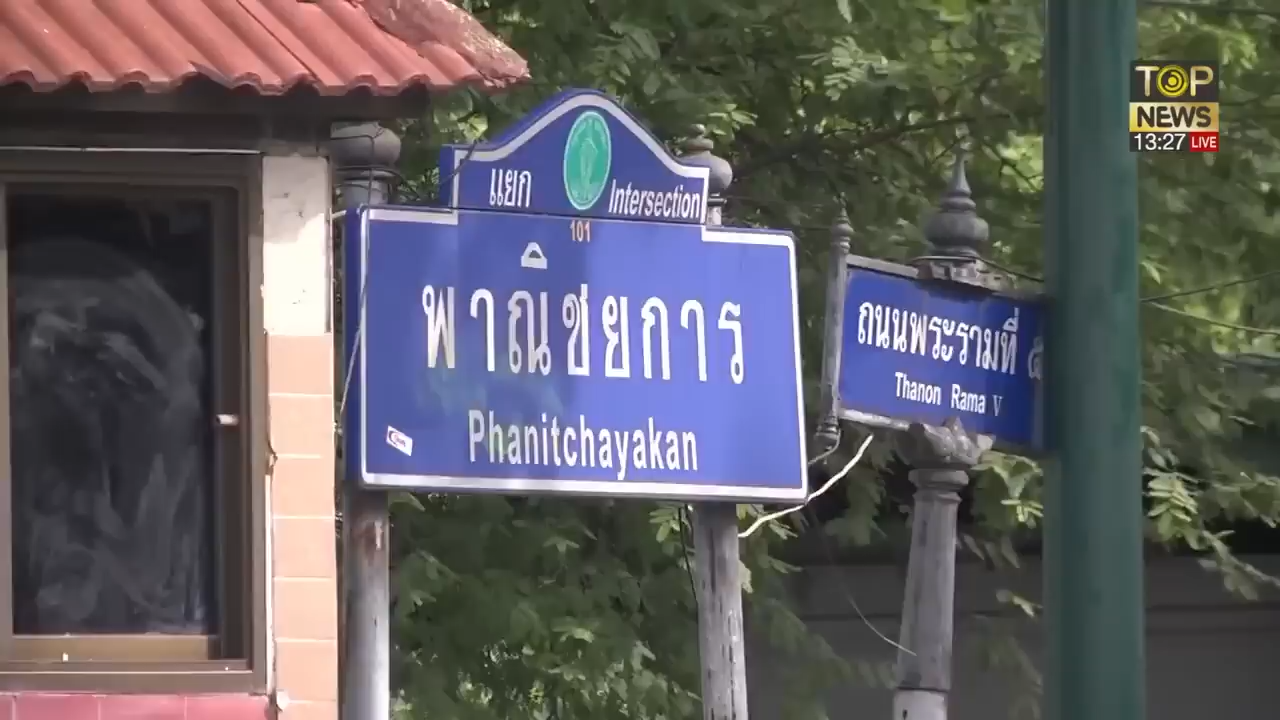 แยก
Intersection
101
พาณิชยการ
Phanitchayakan
ถนนพระรามที่ ๕
Thanon Rama V
TOP
NEWS
13:27 LIVE